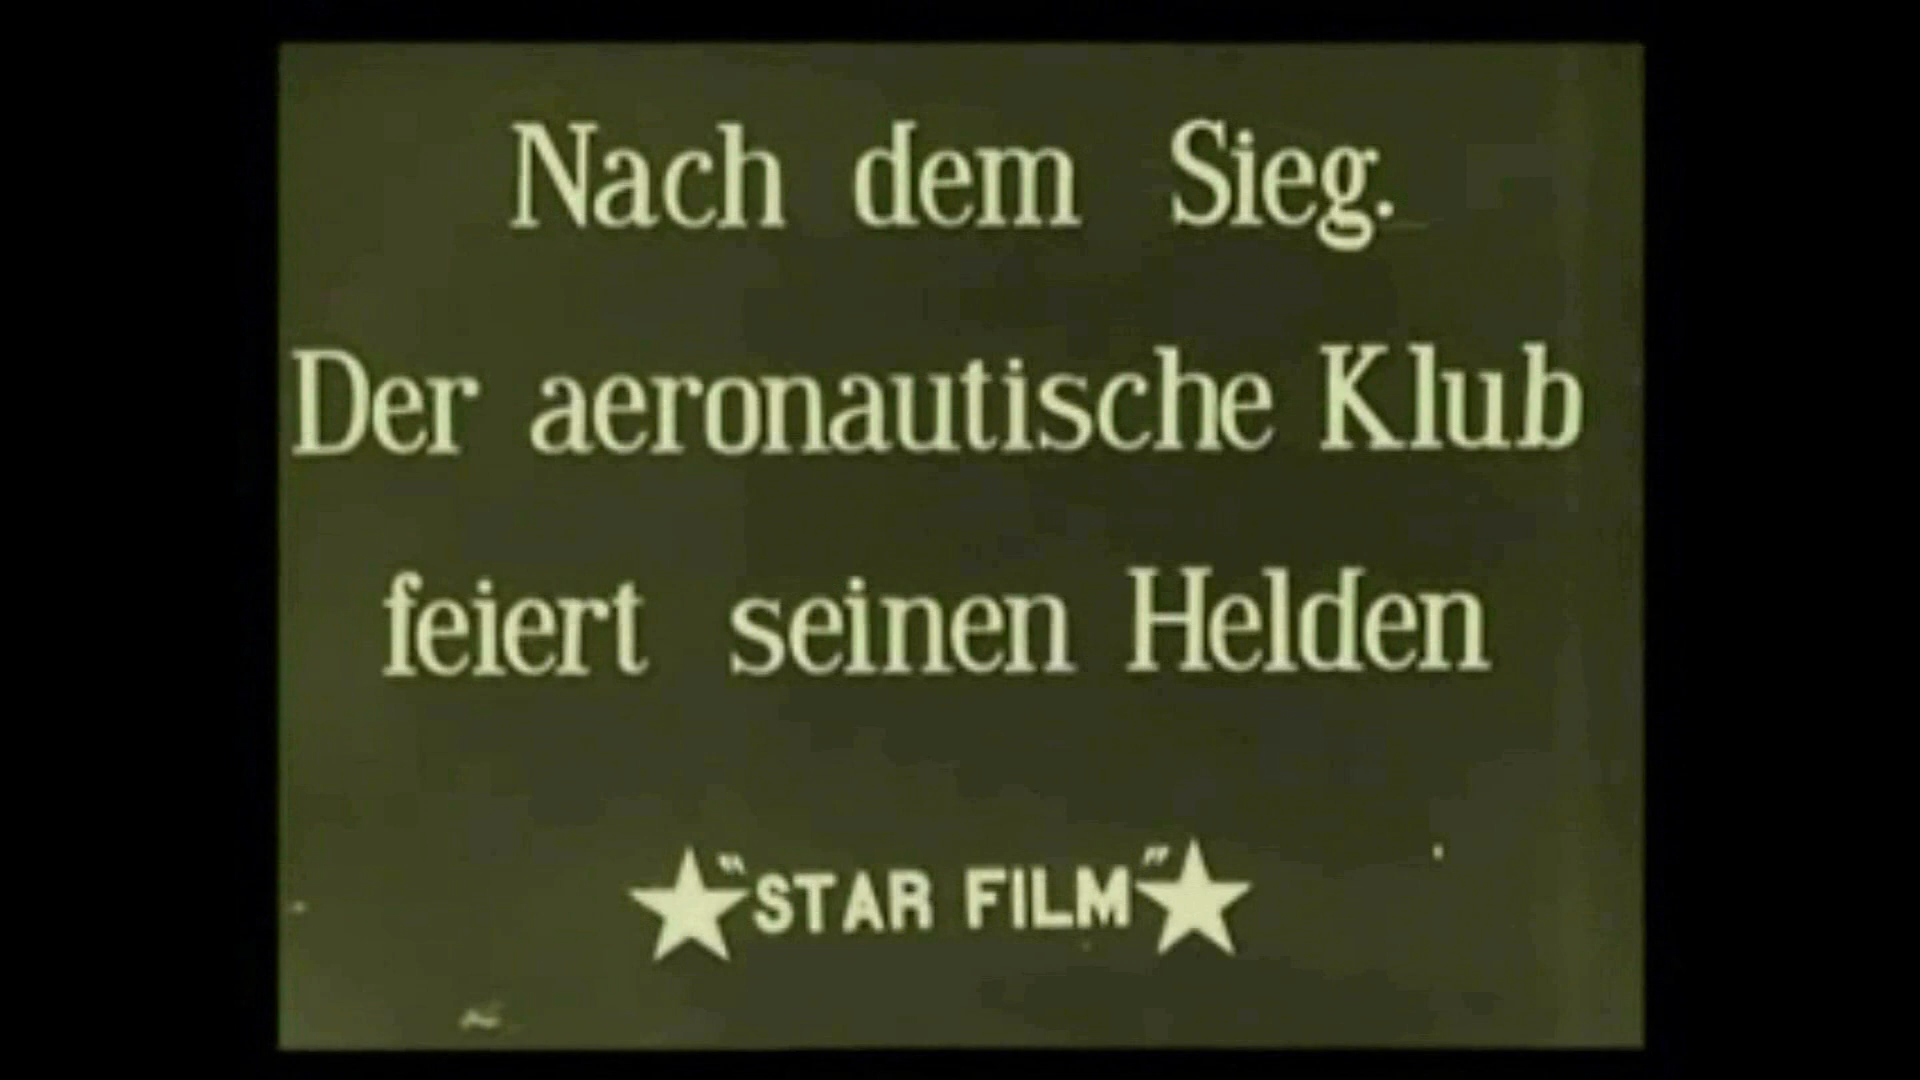 Nach dem Sieg.
Der aeronautische Klub
feiert seinen Helden
"STAR FILM"